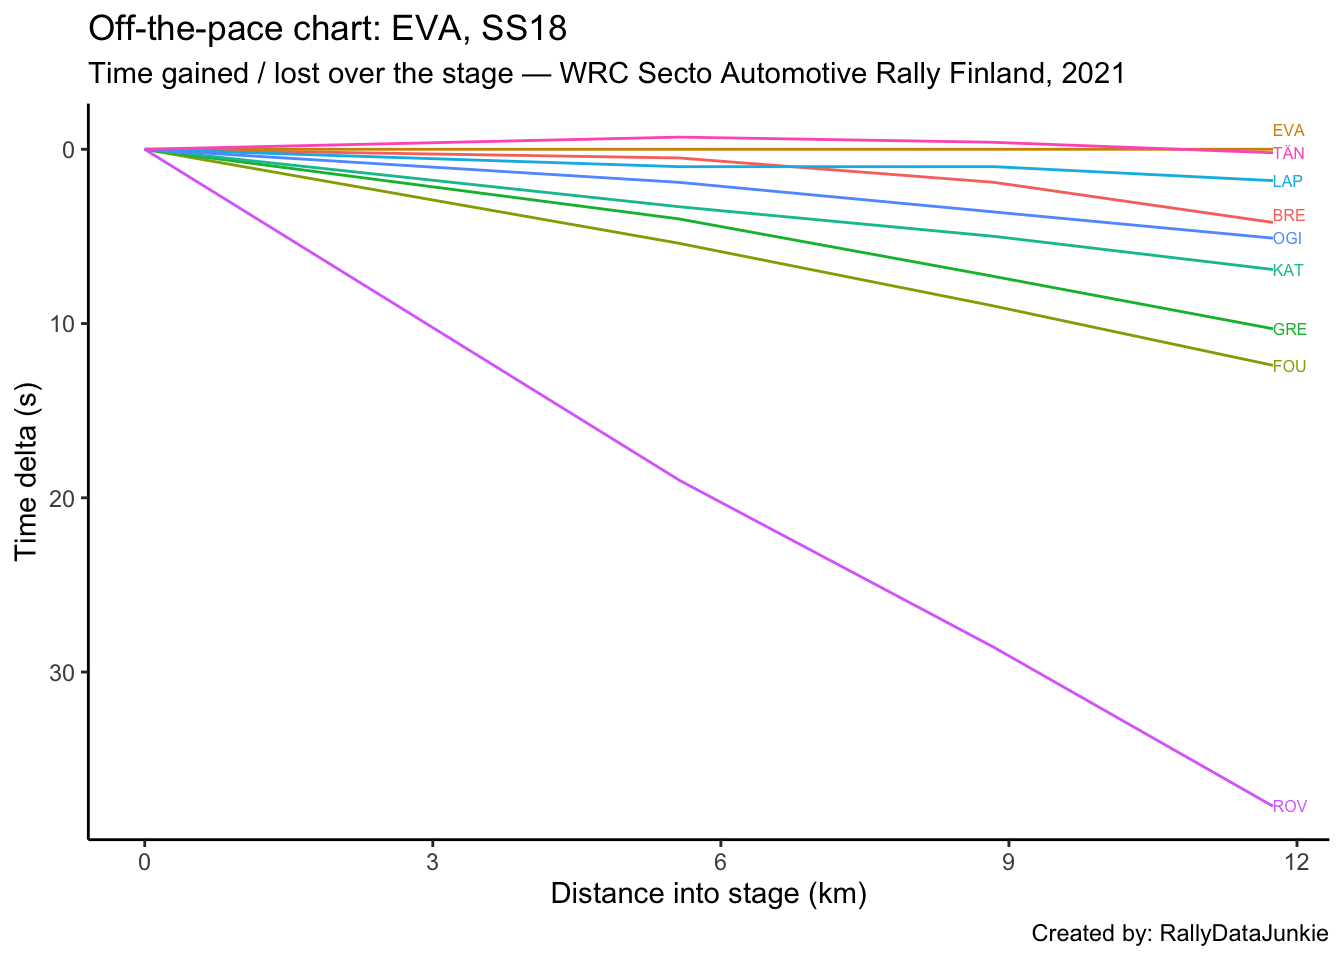 Off-the-pace chart: EVA, SS18
Time gained / lost over the stage — WRC Secto Automotive Rally Finland, 2021
Time delta (s)
0
10
20
30
EVA
TÄN
LAP
BRE
OGI
KAT
GRE
FOU
ROV
0 3 6 9 12
Distance into stage (km)
Created by: RallyDataJunkie